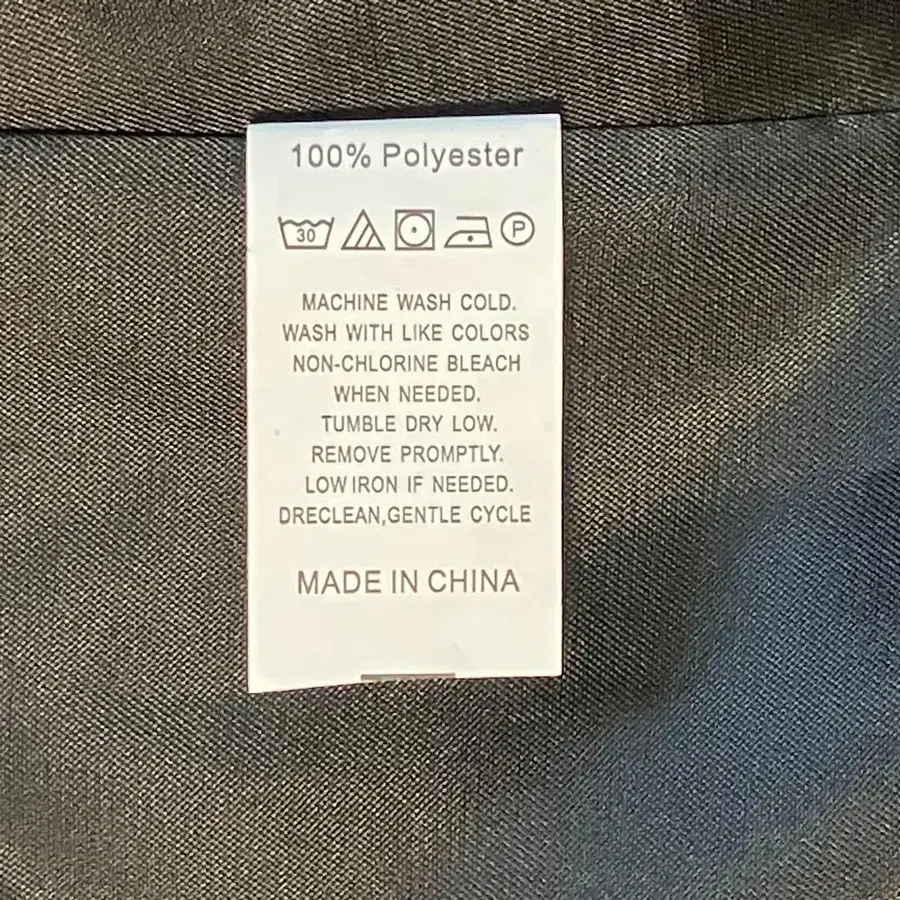 100% Polyester
30 P
MACHINE WASH COLD.
WASH WITH LIKE COLORS
NON-CHLORINE BLEACH
WHEN NEEDED.
TUMBLE DRY LOW.
REMOVE PROMPTLY.
LOW IRON IF NEEDED.
DRECLEAN,GENTLE CYCLE
MADE IN CHINA